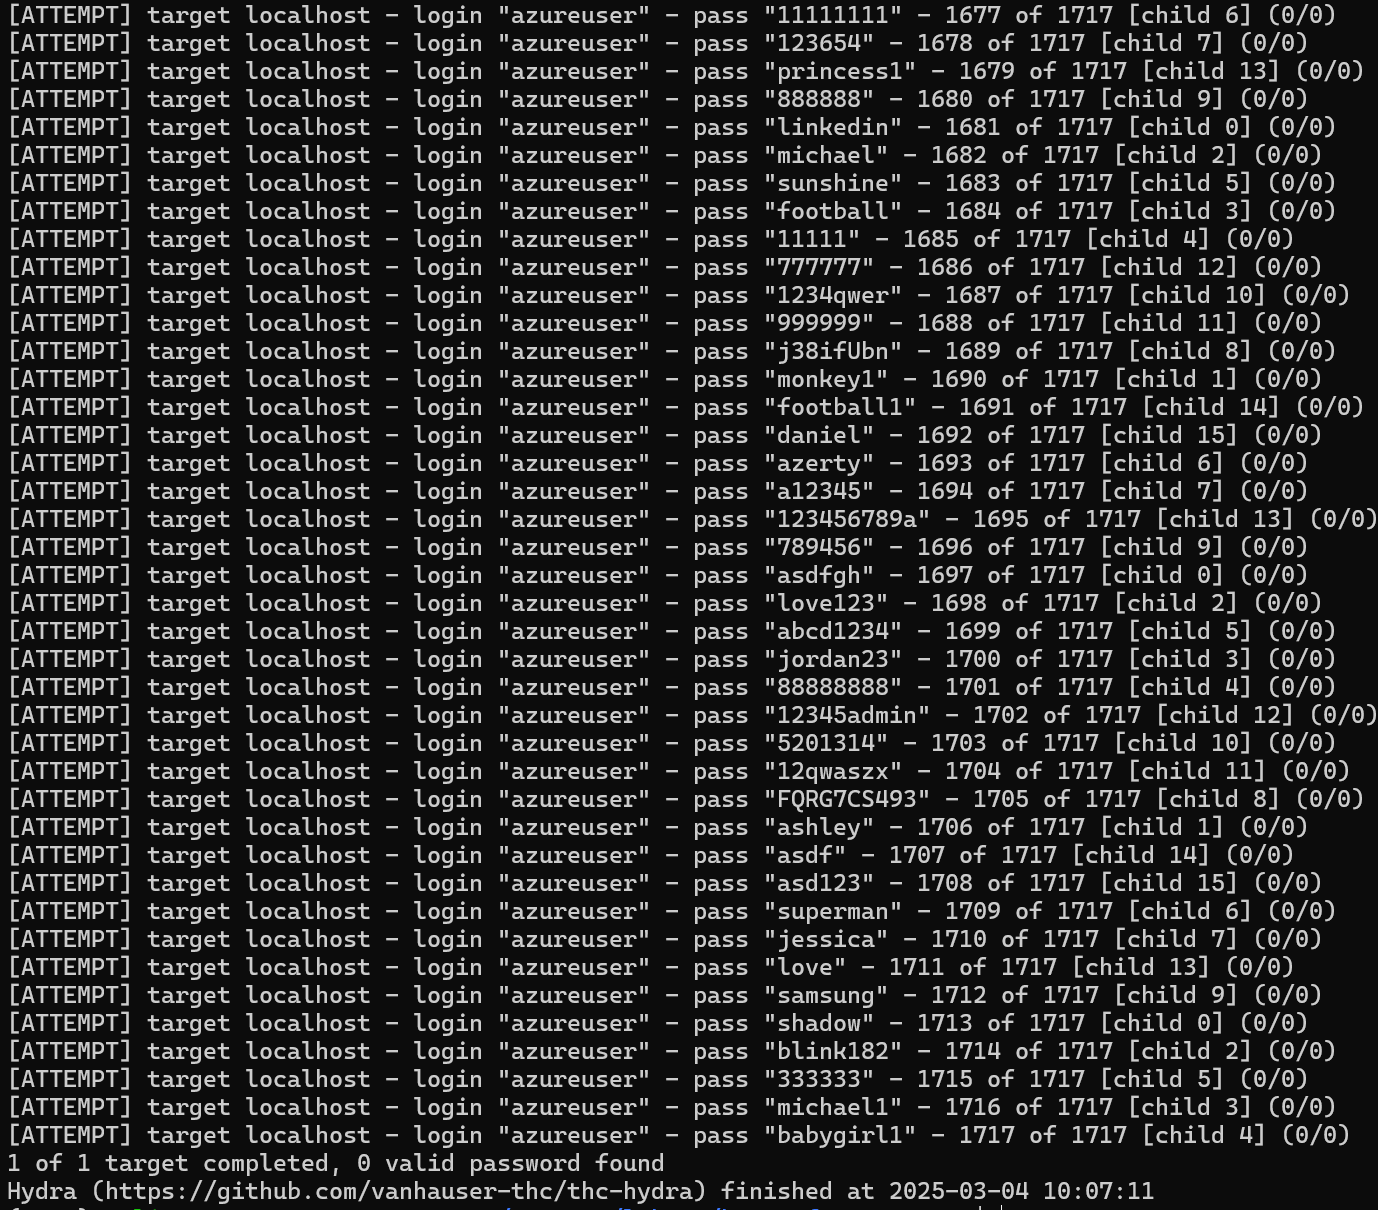 [ATTEMPT] target localhost - login "azureuser" - pass "11111111" - 1677 of 1717 [child 6] (0/0)
[ATTEMPT] target localhost - login "azureuser" - pass "123654" - 1678 of 1717 [child 7] (0/0)
[ATTEMPT] target localhost - login "azureuser" - pass "princess1" - 1679 of 1717 [child 13] (0/0)
[ATTEMPT] target localhost - login "azureuser" - pass "888888" - 1680 of 1717 [child 9] (0/0)
[ATTEMPT] target localhost - login "azureuser" - pass "linkedin" - 1681 of 1717 [child 0] (0/0)
[ATTEMPT] target localhost - login "azureuser" - pass "michael" - 1682 of 1717 [child 2] (0/0)
[ATTEMPT] target localhost - login "azureuser" - pass "sunshine" - 1683 of 1717 [child 5] (0/0)
[ATTEMPT] target localhost - login "azureuser" - pass "football" - 1684 of 1717 [child 3] (0/0)
[ATTEMPT] target localhost - login "azureuser" - pass "11111" - 1685 of 1717 [child 4] (0/0)
[ATTEMPT] target localhost - login "azureuser" - pass "777777" - 1686 of 1717 [child 12] (0/0)
[ATTEMPT] target localhost - login "azureuser" - pass "1234qwer" - 1687 of 1717 [child 10] (0/0)
[ATTEMPT] target localhost - login "azureuser" - pass "999999" - 1688 of 1717 [child 11] (0/0)
[ATTEMPT] target localhost - login "azureuser" - pass "j38ifUbn" - 1689 of 1717 [child 8] (0/0)
[ATTEMPT] target localhost - login "azureuser" - pass "monkey1" - 1690 of 1717 [child 1] (0/0)
[ATTEMPT] target localhost - login "azureuser" - pass "football1" - 1691 of 1717 [child 14] (0/0)
[ATTEMPT] target localhost - login "azureuser" - pass "daniel" - 1692 of 1717 [child 15] (0/0)
[ATTEMPT] target localhost - login "azureuser" - pass "azerty" - 1693 of 1717 [child 6] (0/0)
[ATTEMPT] target localhost - login "azureuser" - pass "a12345" - 1694 of 1717 [child 7] (0/0)
[ATTEMPT] target localhost - login "azureuser" - pass "123456789a" - 1695 of 1717 [child 13] (0/0)
[ATTEMPT] target localhost - login "azureuser" - pass "789456" - 1696 of 1717 [child 9] (0/0)
[ATTEMPT] target localhost - login "azureuser" - pass "asdfgh" - 1697 of 1717 [child 0] (0/0)
[ATTEMPT] target localhost - login "azureuser" - pass "love123" - 1698 of 1717 [child 2] (0/0)
[ATTEMPT] target localhost - login "azureuser" - pass "abcd1234" - 1699 of 1717 [child 5] (0/0)
[ATTEMPT] target localhost - login "azureuser" - pass "jordan23" - 1700 of 1717 [child 3] (0/0)
[ATTEMPT] target localhost - login "azureuser" - pass "88888888" - 1701 of 1717 [child 4] (0/0)
[ATTEMPT] target localhost - login "azureuser" - pass "12345admin" - 1702 of 1717 [child 12] (0/0)
[ATTEMPT] target localhost - login "azureuser" - pass "5201314" - 1703 of 1717 [child 10] (0/0)
[ATTEMPT] target localhost - login "azureuser" - pass "12qwaszx" - 1704 of 1717 [child 11] (0/0)
[ATTEMPT] target localhost - login "azureuser" - pass "FQRG7CS493" - 1705 of 1717 [child 8] (0/0)
[ATTEMPT] target localhost - login "azureuser" - pass "ashley" - 1706 of 1717 [child 1] (0/0)
[ATTEMPT] target localhost - login "azureuser" - pass "asdf" - 1707 of 1717 [child 14] (0/0)
[ATTEMPT] target localhost - login "azureuser" - pass "asd123" - 1708 of 1717 [child 15] (0/0)
[ATTEMPT] target localhost - login "azureuser" - pass "superman" - 1709 of 1717 [child 6] (0/0)
[ATTEMPT] target localhost - login "azureuser" - pass "jessica" - 1710 of 1717 [child 7] (0/0)
[ATTEMPT] target localhost - login "azureuser" - pass "love" - 1711 of 1717 [child 13] (0/0)
[ATTEMPT] target localhost - login "azureuser" - pass "samsung" - 1712 of 1717 [child 9] (0/0)
[ATTEMPT] target localhost - login "azureuser" - pass "shadow" - 1713 of 1717 [child 0] (0/0)
[ATTEMPT] target localhost - login "azureuser" - pass "blink182" - 1714 of 1717 [child 2] (0/0)
[ATTEMPT] target localhost - login "azureuser" - pass "333333" - 1715 of 1717 [child 5] (0/0)
[ATTEMPT] target localhost - login "azureuser" - pass "michael1" - 1716 of 1717 [child 3] (0/0)
[ATTEMPT] target localhost - login "azureuser" - pass "babygirl1" - 1717 of 1717 [child 4] (0/0)
1 of 1 target completed, 0 valid password found
Hydra (https://github.com/vanhauser-thc/thc-hydra) finished at 2025-03-04 10:07:11